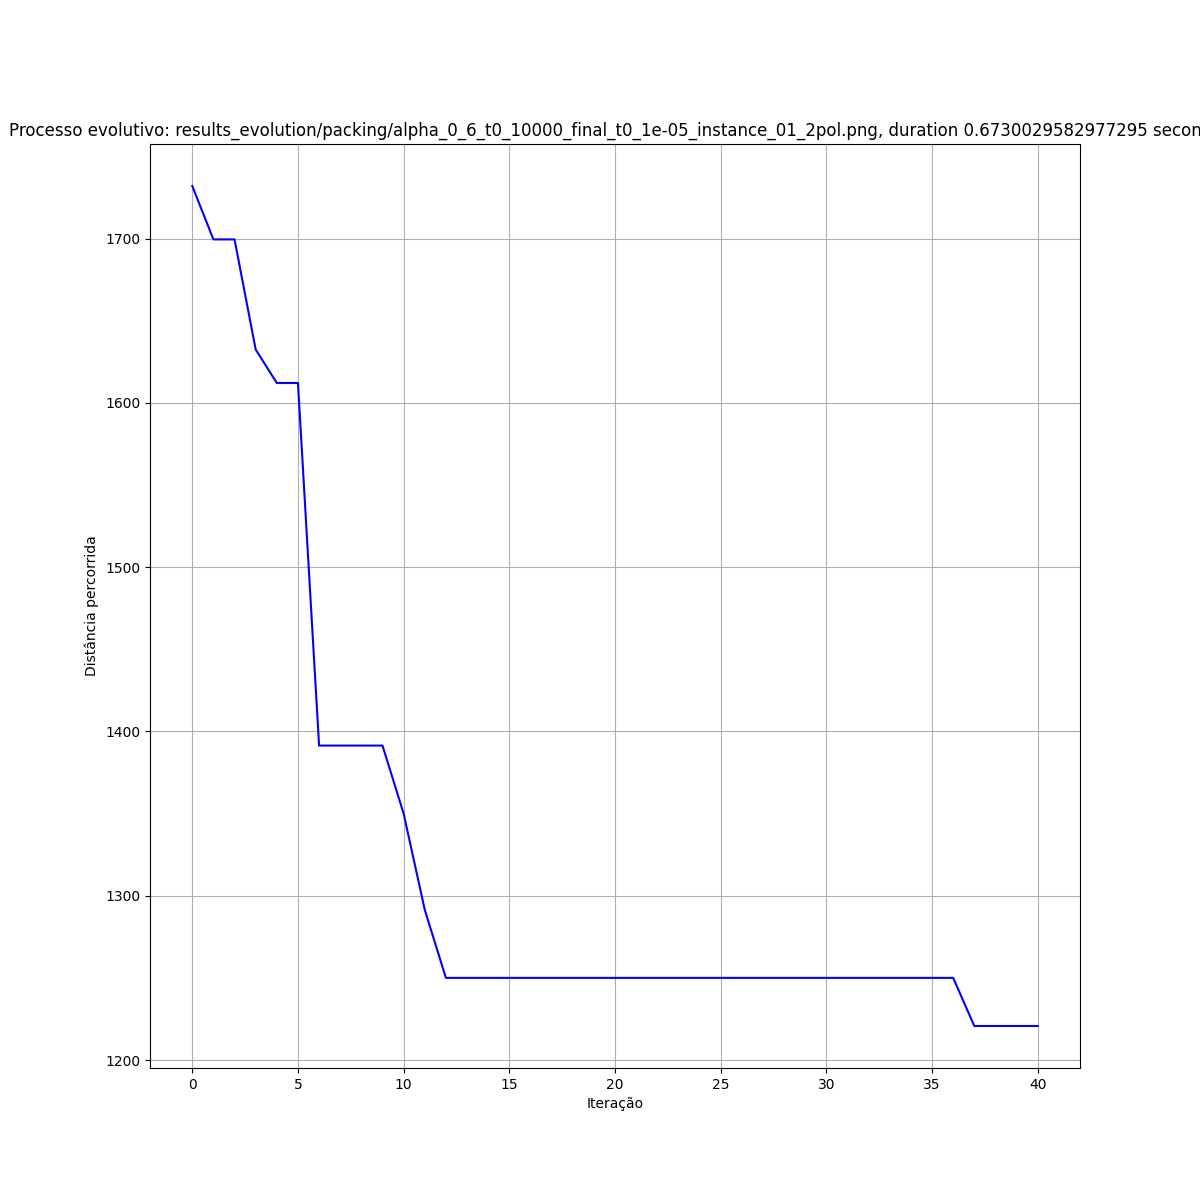 Processo evolutivo: results_evolution/packing/alpha_0_6_t0_10000_final_t0_1e-05_instance_01_2pol.png, duration 0.6730029582977295 secon
1700
1600
1500
1400
1300
1200
Distância percorrida
0 5 10 15 20 25 30 35 40
Iteração